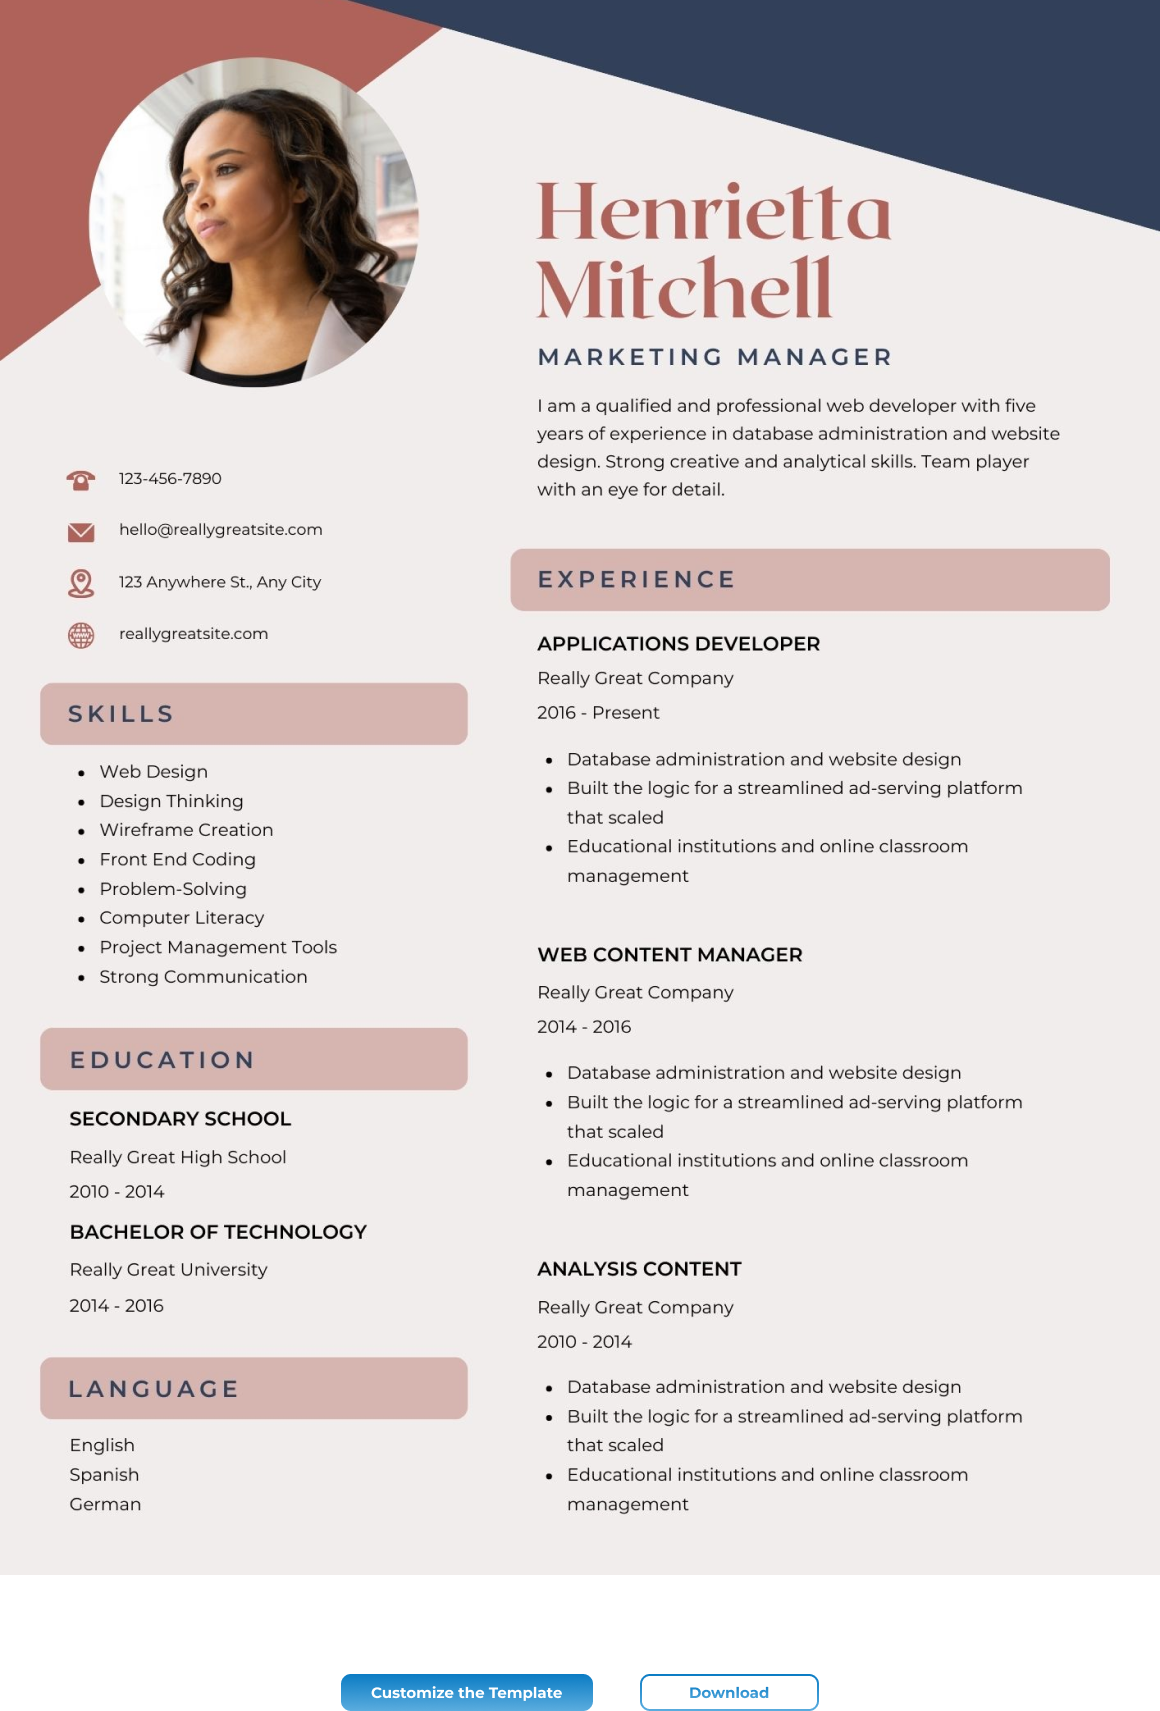 Henrietta
Mitchell
MARKETING MANAGER
I am a qualified and professional web developer with five
years of experience in database administration and website
design. Strong creative and analytical skills. Team player
with an eye for detail.
123-456-7890
hello@reallygreatsite.com
123 Anywhere St., Any City
reallygreatsite.com
SKILLS
Web Design
Design Thinking
Wireframe Creation
Front End Coding
Problem-Solving
Computer Literacy
Project Management Tools
Strong Communication
EDUCATION
SECONDARY SCHOOL
Really Great High School
2010 - 2014
BACHELOR OF TECHNOLOGY
Really Great University
2014 - 2016
LANGUAGE
English
Spanish
German
EXPERIENCE
APPLICATIONS DEVELOPER
Really Great Company
2016 - Present
Database administration and website design
Built the logic for a streamlined ad-serving platform
that scaled
Educational institutions and online classroom
management
WEB CONTENT MANAGER
Really Great Company
2014 - 2016
Database administration and website design
Built the logic for a streamlined ad-serving platform
that scaled
Educational institutions and online classroom
management
ANALYSIS CONTENT
Really Great Company
2010 - 2014
Database administration and website design
Built the logic for a streamlined ad-serving platform
that scaled
Educational institutions and online classroom
management
Customize the Template
Download